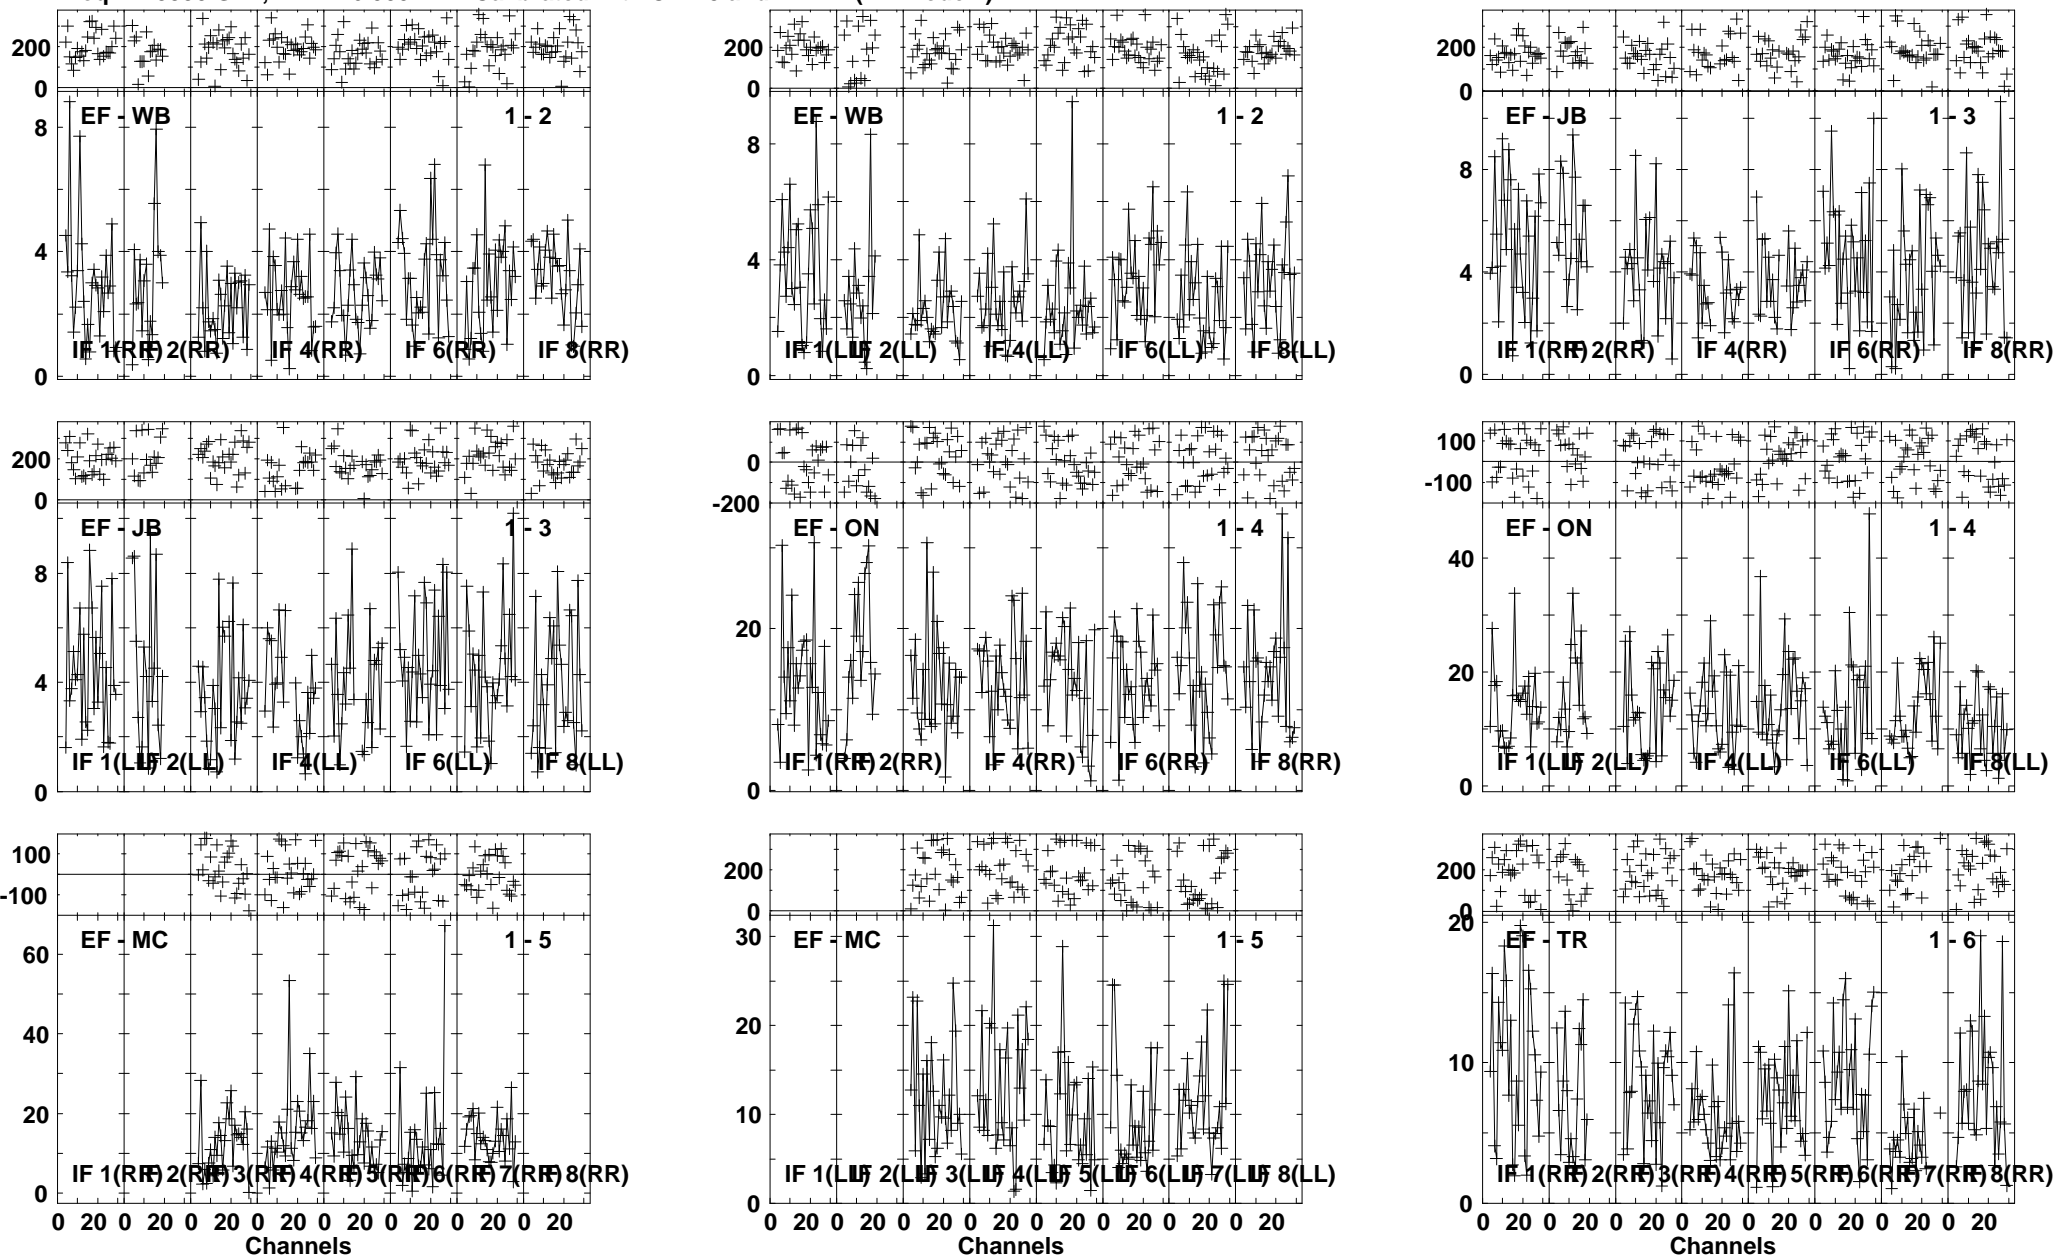 200 200 200
0 0 0
EF - WB 1 - 2 EF - WB 1 - 2 EF - JB 1 - 3
8 8 8
4 4 4
IF 1(RR) IF 2(RR) IF 4(RR) IF 6(RR) IF 8(RR) IF 1(LL) IF 2(LL) IF 4(LL) IF 6(LL) IF 8(LL) IF 1(RR) IF 2(RR) IF 4(RR) IF 6(RR) IF 8(RR)
0 0 0
200 0 100
0 -200 -100
EF - JB 1 - 3 EF - ON 1 - 4 EF - ON 1 - 4
8 20 40
4 20
IF 1(LL) IF 2(LL) IF 4(LL) IF 6(LL) IF 8(LL) IF 1(RR) IF 2(RR) IF 4(RR) IF 6(RR) IF 8(RR) IF 1(LL) IF 2(LL) IF 4(LL) IF 6(LL) IF 8(LL)
0 0 0
100 200 200
-100 0 0
EF - MC 1 - 5 EF - MC 1 - 5 EF - TR 1 - 6
60 30 20
40 20 10
20 10
IF 1(RR) IF 2(RR) IF 3(RR) IF 4(RR) IF 5(RR) IF 6(RR) IF 7(RR) IF 8(RR) IF 1(LL) IF 2(LL) IF 3(LL) IF 4(LL) IF 5(LL) IF 6(LL) IF 7(LL) IF 8(LL) IF 1(RR) IF 2(RR) IF 3(RR) IF 4(RR) IF 5(RR) IF 6(RR) IF 7(RR) IF 8(RR)
0 0 0
0 20 0 20 0 20 0 20 0 20 0 20 0 20 0 20 0 20 0 20 0 20 0 20 0 20 0 20 0 20 0 20 0 20 0 20 0 20 0 20 0 20 0 20 0 20 0 20
Channels Channels